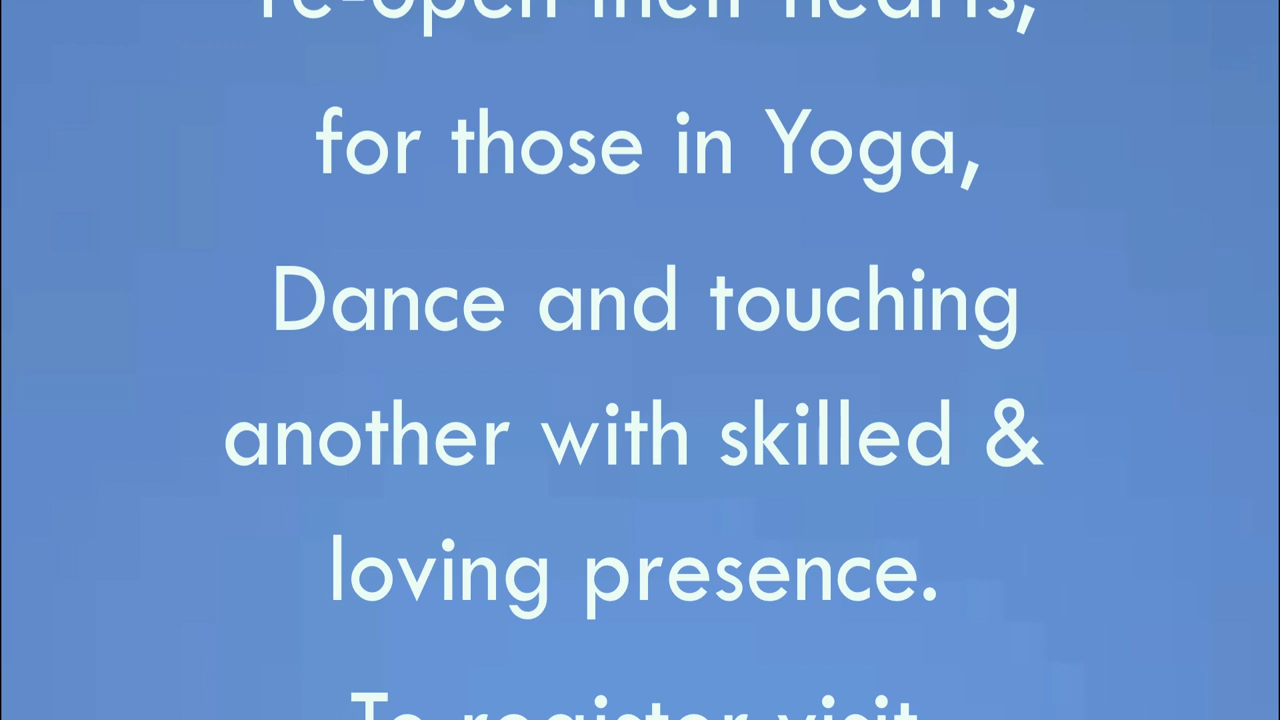 re-open their hearts,
for those in Yoga,
Dance and touching
another with skilled &
loving presence.
To register visit